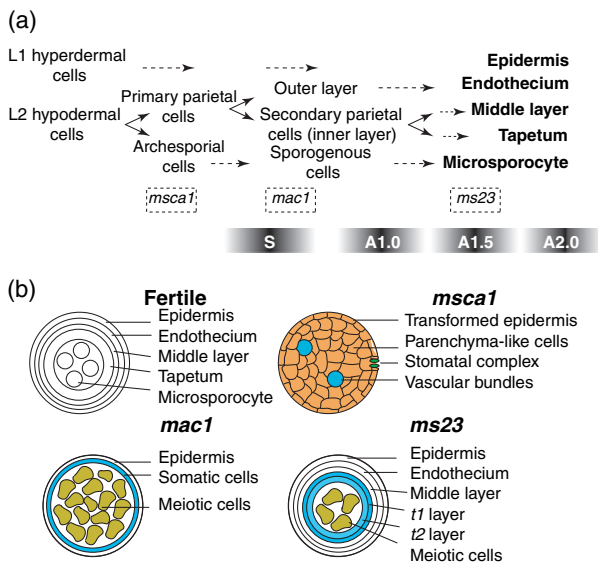 (a)
L1 hyperdermal
cells
L2 hypodermal
cells
Primary parietal
cells
Archesporial
cells
Outer layer
Secondary parietal
cells (inner layer)
Sporogenous
cells
Epidermis
Endothecium
Middle layer
Tapetum
Microsporocyte
msca1
mac1
ms23
S
A1.0
A1.5
A2.0
(b)
Fertile
Epidermis
Endothecium
Middle layer
Tapetum
Microsporocyte
msca1
Transformed epidermis
Parenchyma-like cells
Stomatal complex
Vascular bundles
mac1
Epidermis
Somatic cells
Meiotic cells
ms23
Epidermis
Endothecium
Middle layer
t1 layer
t2 layer
Meiotic cells